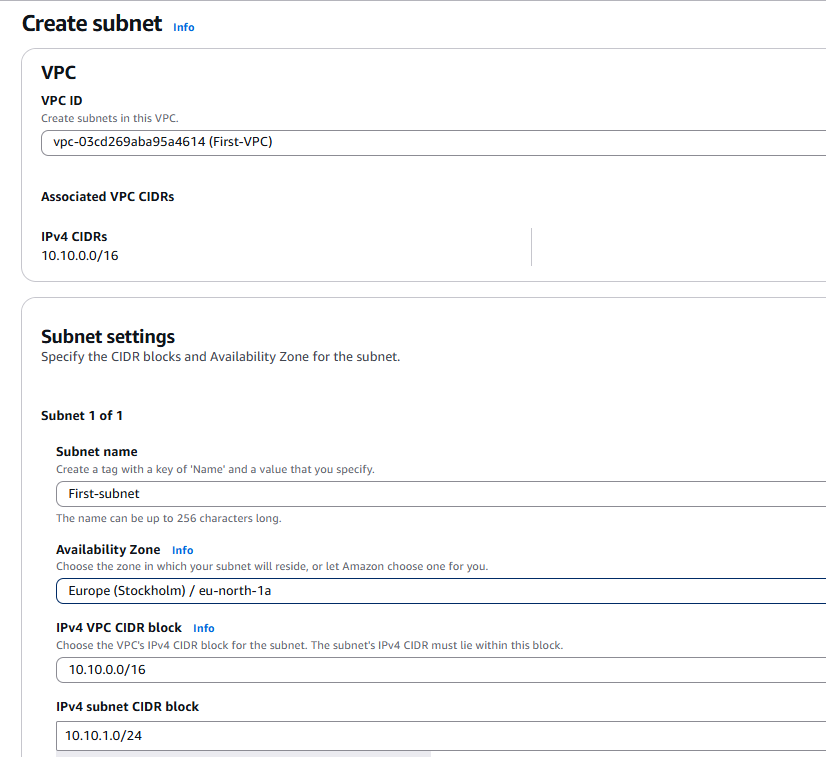 Create subnet Info
VPC
VPC ID
Create subnets in this VPC.
vpc-03cd269aba95a4614 (First-VPC)
Associated VPC CIDRs
IPv4 CIDRs
10.10.0.0/16
Subnet settings
Specify the CIDR blocks and Availability Zone for the subnet.
Subnet 1 of 1
Subnet name
Create a tag with a key of 'Name' and a value that you specify.
First-subnet
The name can be up to 256 characters long.
Availability Zone Info
Choose the zone in which your subnet will reside, or let Amazon choose one for you.
Europe (Stockholm) / eu-north-1a
IPv4 VPC CIDR block Info
Choose the VPC's IPv4 CIDR block for the subnet. The subnet's IPv4 CIDR must lie within this block.
10.10.0.0/16
IPv4 subnet CIDR block
10.10.1.0/24